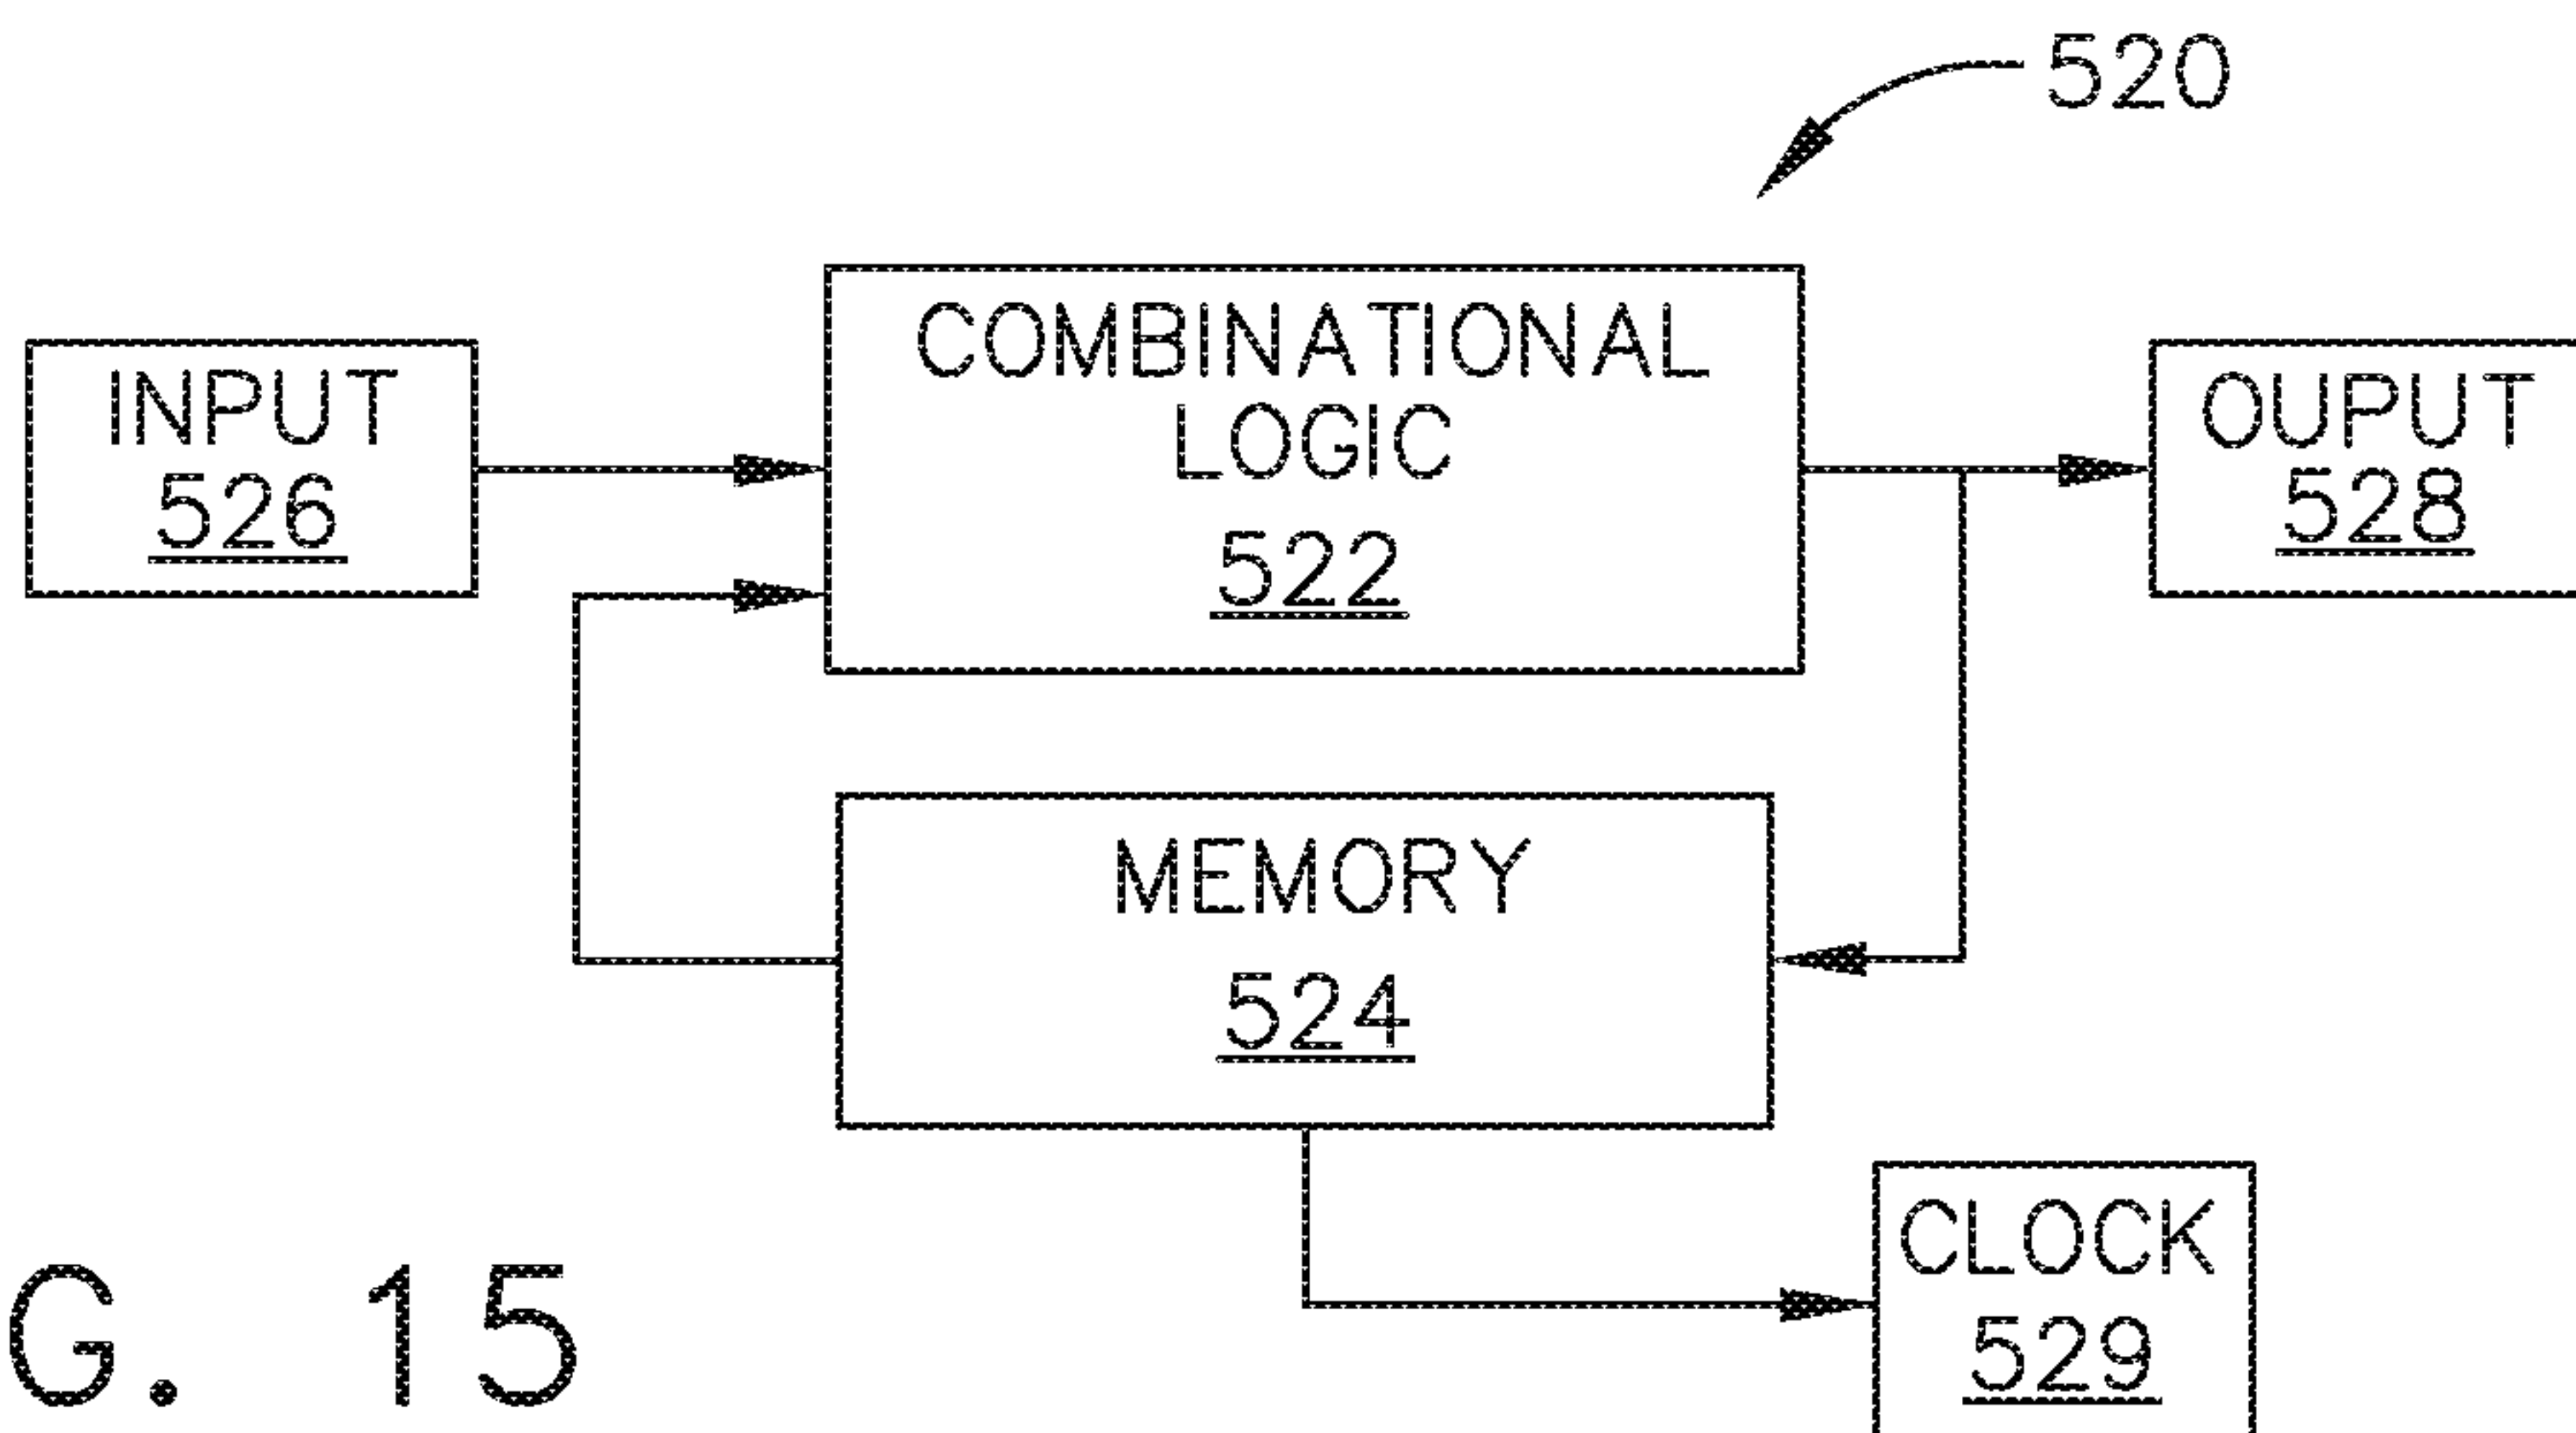 520
INPUT
526
COMBINATIONAL
LOGIC
522
OUPUT
528
MEMORY
524
CLOCK
529
G. 15